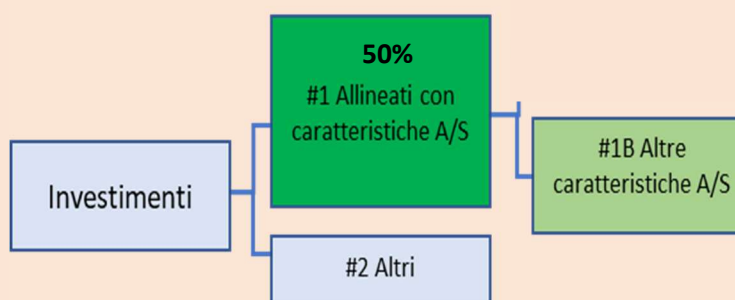 50%
#1 Allineati con
caratteristiche A/S
#1B Altre
caratteristiche A/S
Investimenti
#2 Altri